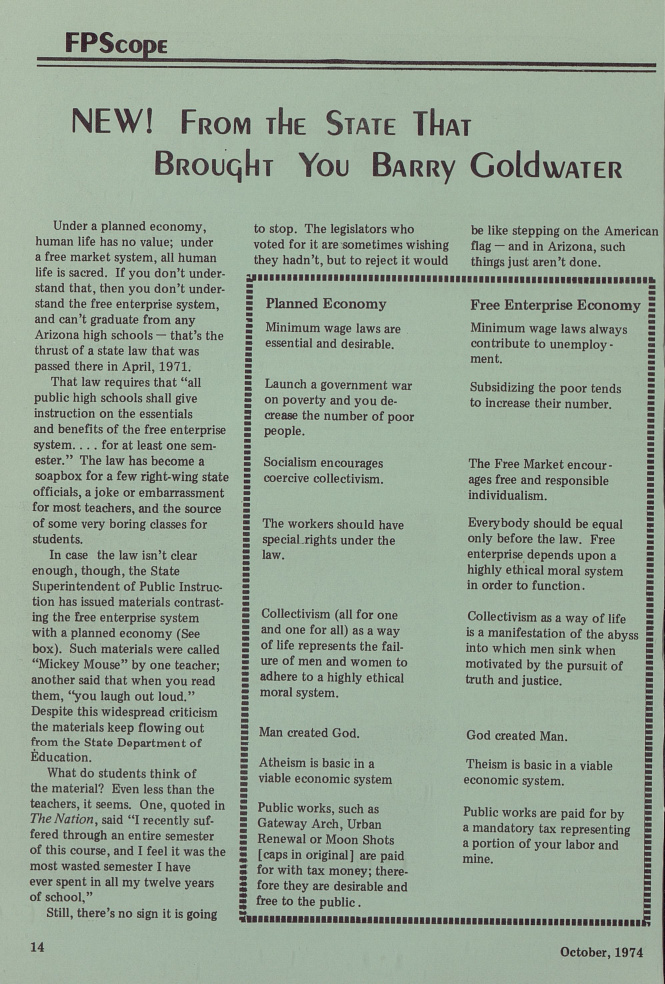 FPScope
NEW! From the State That
Brought You Barry Goldwater
Under a planned economy,
human life has no value; under
a free market system, all human
life is sacred. If you don't under-
stand that, then you don't under-
stand the free enterprise system,
and can't graduate from any
Arizona high schools — that's the
thrust of a state law that was
passed there in April, 1971.
That law requires that "all
public high schools shall give
instruction on the essentials
and benefits of the free enterprise
system. . . . for at least one sem-
ester." The law has become a
soapbox for a few right-wing state
officials, a joke or embarrassment
for most teachers, and the source
of some very boring classes for
students.
In case the law isn't clear
enough, though, the State
Superintendent of Public Instruc-
tion has issued materials contrast-
ing the free enterprise system
with a planned economy (See
box). Such materials were called
"Mickey Mouse" by one teacher;
another said that when you read
them, "you laugh out loud."
Despite this widespread criticism
the materials keep flowing out
from the State Department of
Education.
What do students think of
the material? Even less than the
teachers, it seems. One, quoted in
The Nation, said "I recently suf-
fered through an entire semester
of this course, and I feel it was the
most wasted semester I have
ever spent in all my twelve years
of school,"
Still, there's no sign it is going
to stop. The legislators who
voted for it are sometimes wishing
they hadn't, but to reject it would
be like stepping on the American
flag — and in Arizona, such
things just aren't done.
Planned Economy
Minimum wage laws are
essential and desirable.
Launch a government war
on poverty and you de-
crease the number of poor
people.
Socialism encourages
coercive collectivism.
The workers should have
special rights under the
law.
Collectivism (all for one
and one for all) as a way
of life represents the fail-
ure of men and women to
adhere to a highly ethical
moral system.
Man created God.
Atheism is basic in a
viable economic system
Public works, such as
Gateway Arch, Urban
Renewal or Moon Shots
[caps in original] are paid
for with tax money; there-
fore they are desirable and
free to the public.
Free Enterprise Economy
Minimum wage laws always
contribute to unemploy-
ment.
Subsidizing the poor tends
to increase their number.
The Free Market encour-
ages free and responsible
individualism.
Everybody should be equal
only before the law. Free
enterprise depends upon a
highly ethical moral system
in order to function.
Collectivism as a way of life
is a manifestation of the abyss
into which men sink when
motivated by the pursuit of
truth and justice.
God created Man.
Theism is basic in a viable
economic system.
Public works are paid for by
a mandatory tax representing
a portion of your labor and
mine.
14
October, 1974